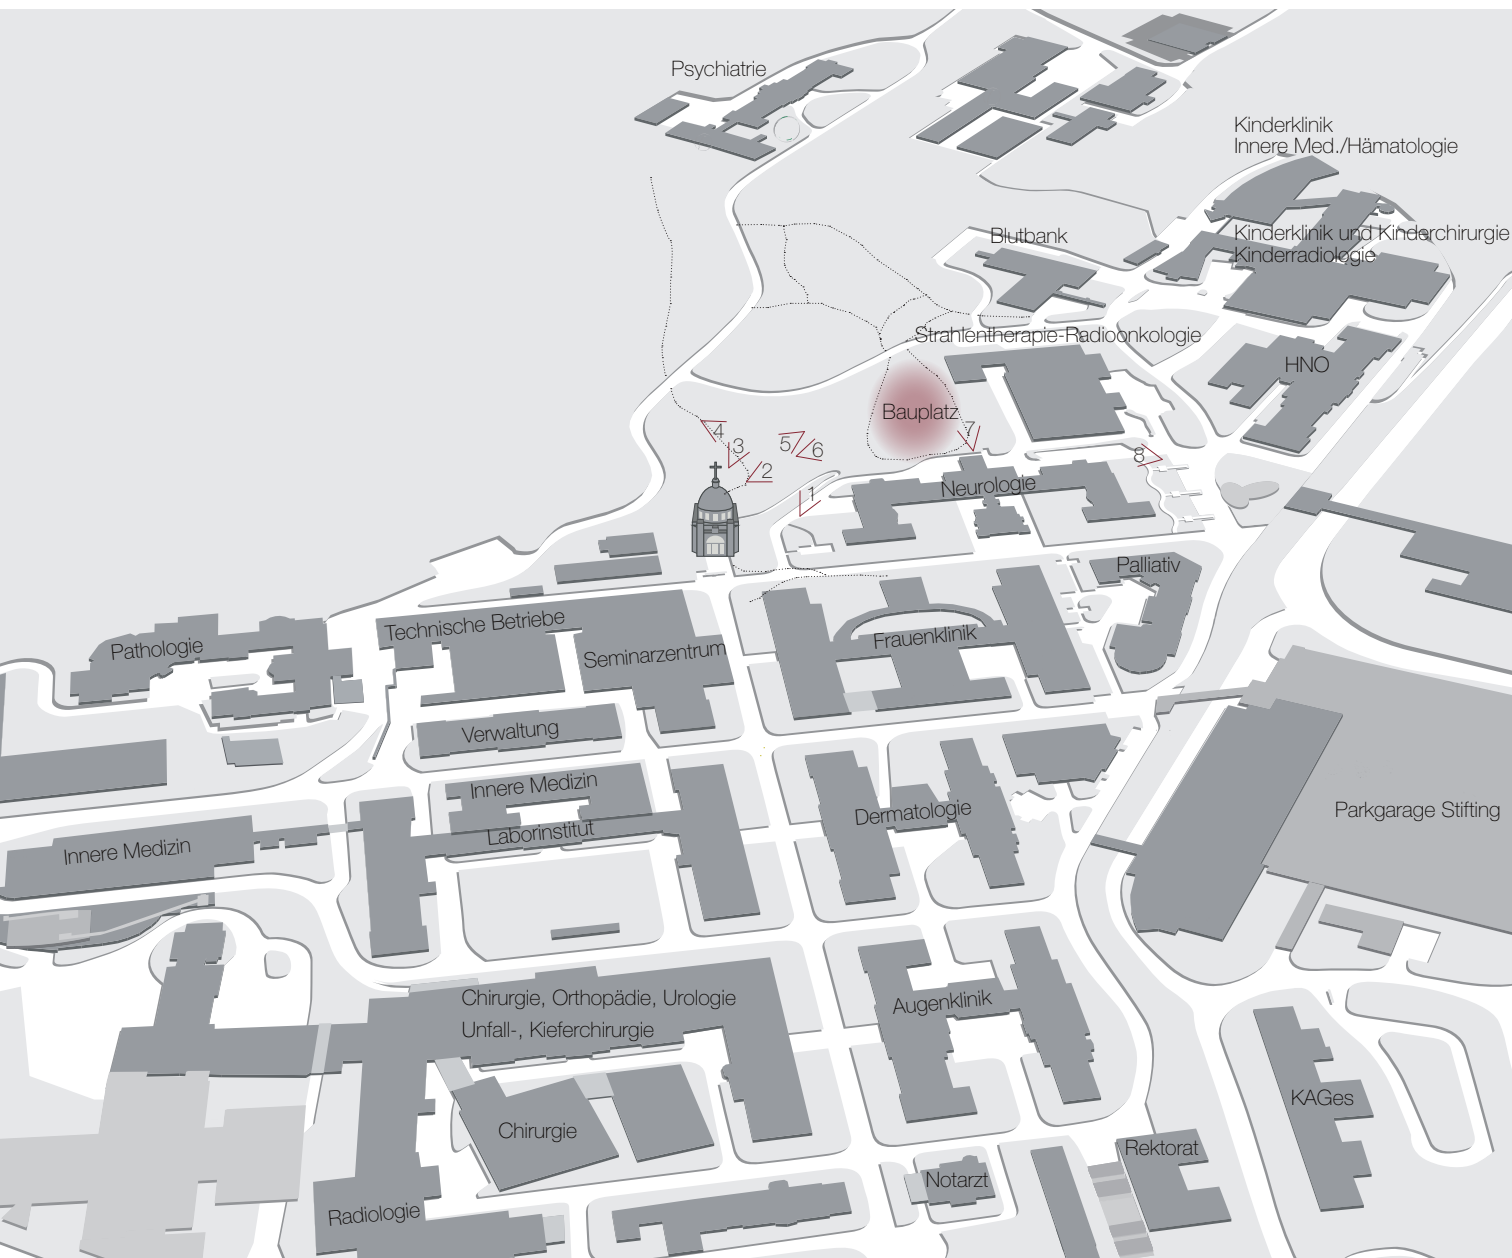 Psychiatrie
Kinderklinik
Innere Med./Hämatologie
Blutbank
Kinderklinik und Kinderchirurgie
Kinderradiologie
Strahlentherapie-Radioonkologie
HNO
Bauplatz
4
3
5
6
7
2
8
1
Neurologie
Palliativ
Technische Betriebe
Pathologie
Seminarzentrum
Frauenklinik
Verwaltung
Innere Medizin
Laborinstitut
Dermatologie
Parkgarage Stifting
Innere Medizin
Chirurgie, Orthopädie, Urologie
Unfall-, Kieferchirurgie
Augenklinik
Chirurgie
KAGes
Rektorat
Notarzt
Radiologie